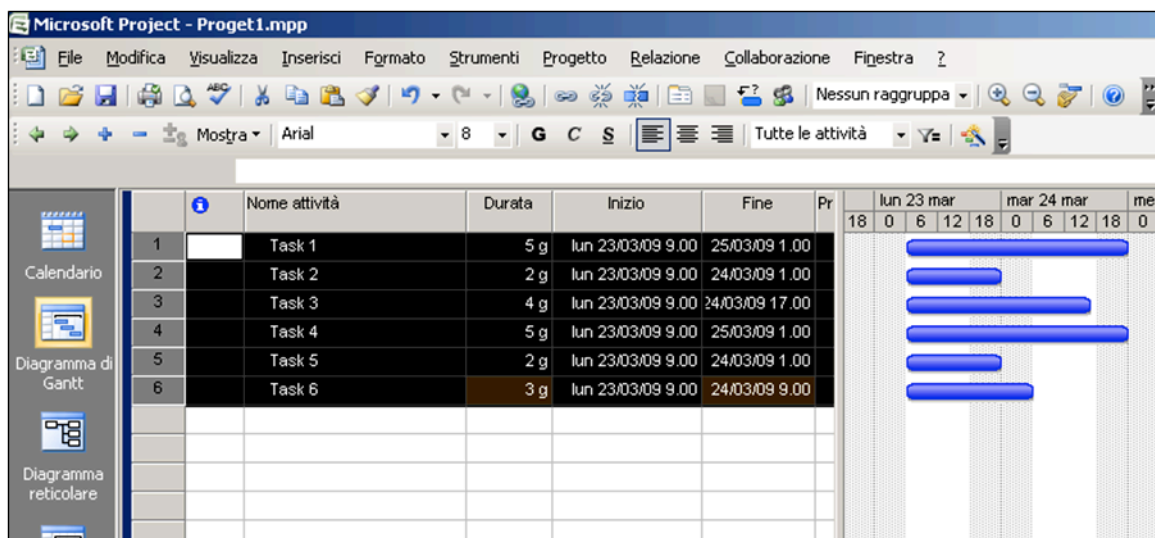 Microsoft Project - Proget1.mpp
File Modifica Visualizza Inserisci Formato Strumenti Progetto Relazione Collaborazione Finestra ?
ABC Nessun raggruppa
Mostra Arial 8 G C S Tutte le attività
Nome attività Durata Inizio Fine Pr lun 23 mar mar 24 mar me
18 0 6 12 18 0 6 12 18 0
1 Task 1 5 g lun 23/03/09 9.00 25/03/09 1.00
Calendario
2 Task 2 2 g lun 23/03/09 9.00 24/03/09 1.00
3 Task 3 4 g lun 23/03/09 9.00 24/03/09 17.00
4 Task 4 5 g lun 23/03/09 9.00 25/03/09 1.00
5 Task 5 2 g lun 23/03/09 9.00 24/03/09 1.00
Diagramma di
Gantt
6 Task 6 3 g lun 23/03/09 9.00 24/03/09 9.00
Diagramma
reticolare